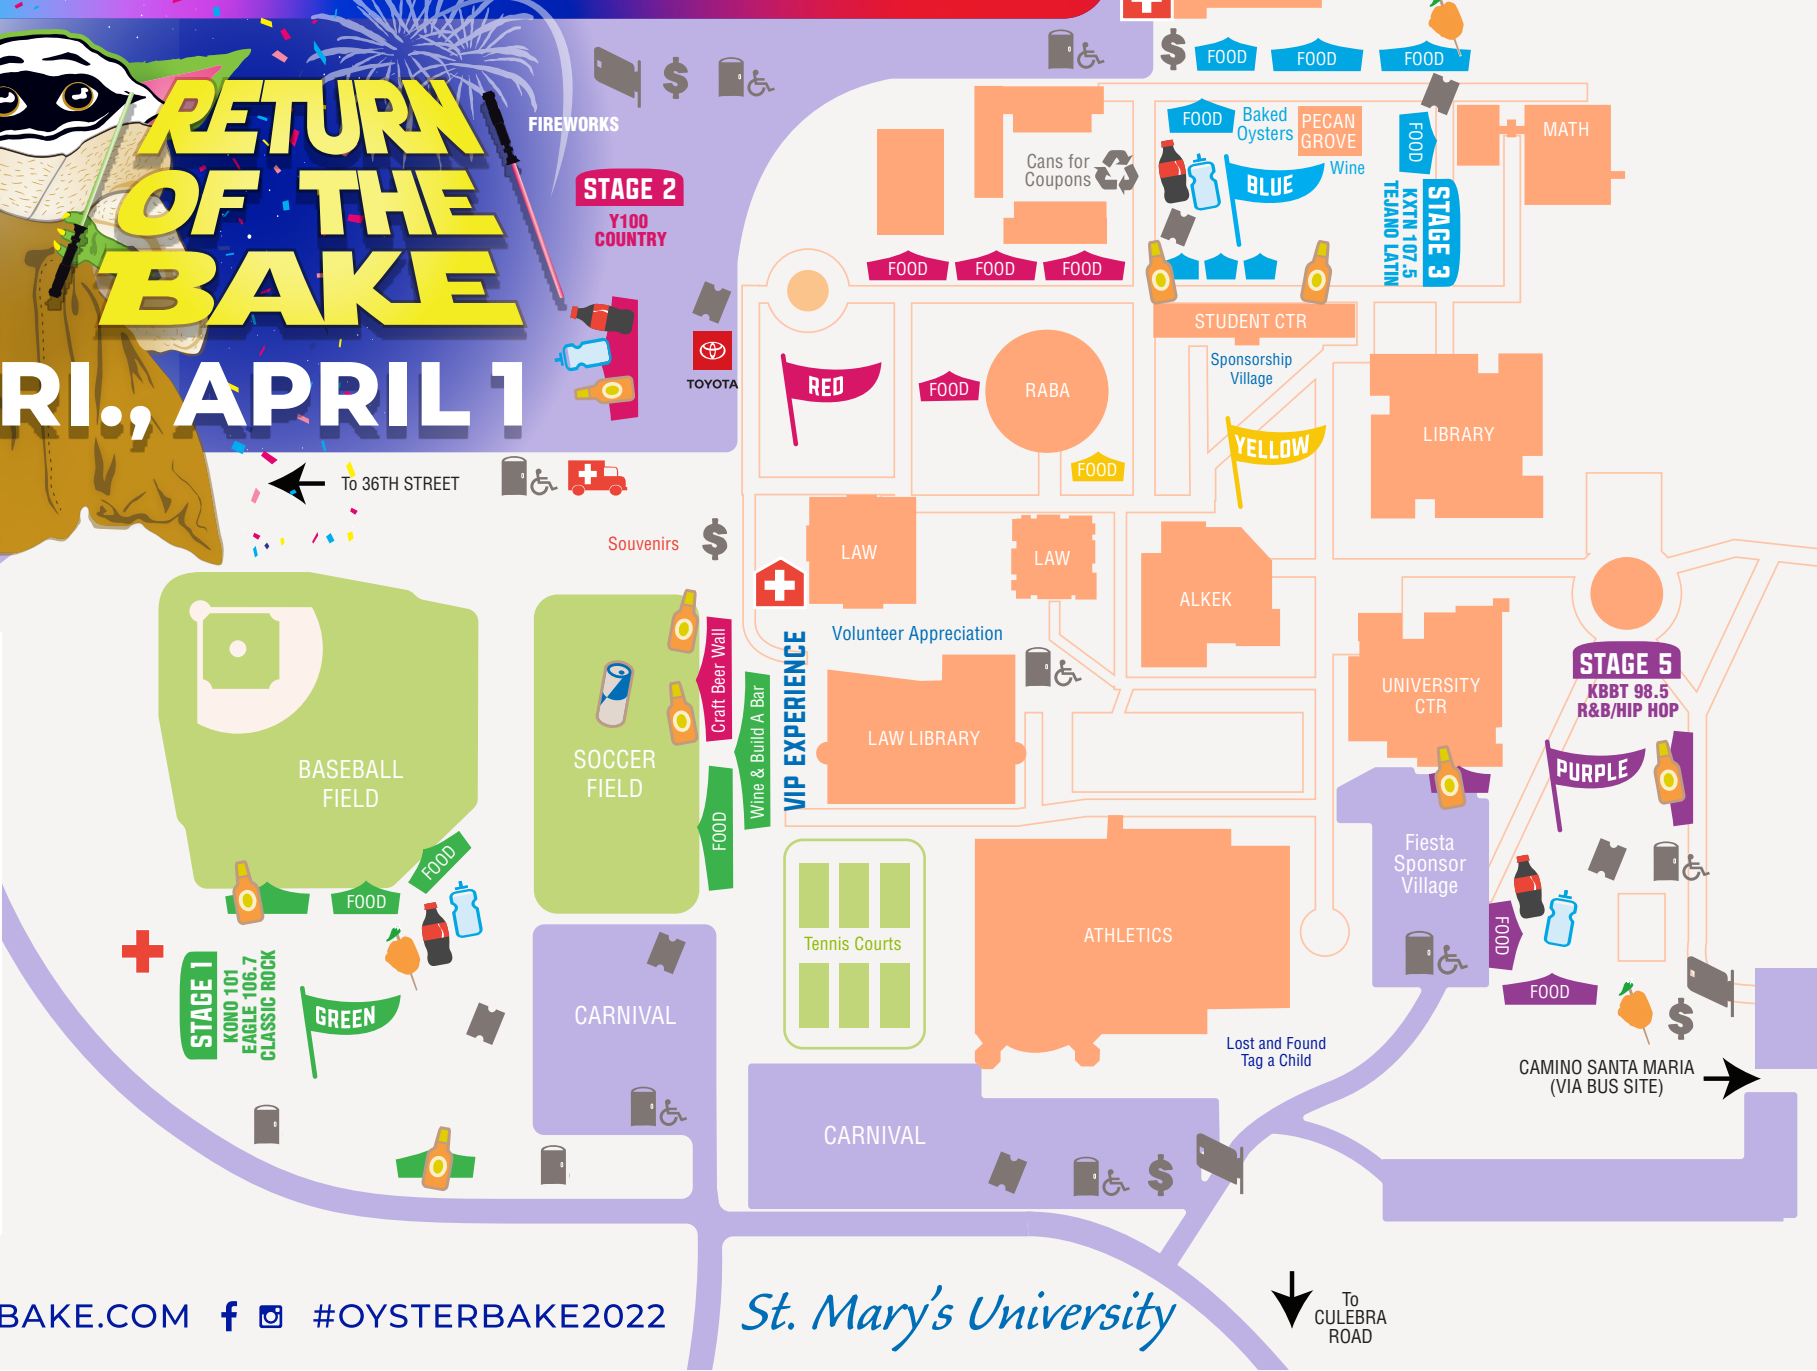 RETURN
OF THE
BAKE
RI., APRIL 1
FIREWORKS
STAGE 2
Y100
COUNTRY
TOYOTA
To 36TH STREET
Souvenirs
FOOD
FOOD
FOOD
FOOD
Baked
Oysters
PECAN
GROVE
Wine
BLUE
FOOD
MATH
STAGE 3
KXTN 107.5
TEJANO LATIN
Cans for
Coupons
FOOD
FOOD
FOOD
STUDENT CTR
Sponsorship
Village
RED
FOOD
RABA
FOOD
YELLOW
LIBRARY
LAW
LAW
ALKEK
Volunteer Appreciation
VIP EXPERIENCE
LAW LIBRARY
UNIVERSITY
CTR
STAGE 5
KBBT 98.5
R&B/HIP HOP
PURPLE
Craft Beer Wall
Wine & Build A Bar
FOOD
BASEBALL
FIELD
SOCCER
FIELD
FOOD
FOOD
STAGE 1
KONO 101
EAGLE 106.7
CLASSIC ROCK
GREEN
CARNIVAL
Tennis Courts
ATHLETICS
Fiesta
Sponsor
Village
FOOD
FOOD
Lost and Found
Tag a Child
CAMINO SANTA MARIA
(VIA BUS SITE)
CARNIVAL
BAKE.COM
#OYSTERBAKE2022
St. Mary's University
To
CULEBRA
ROAD